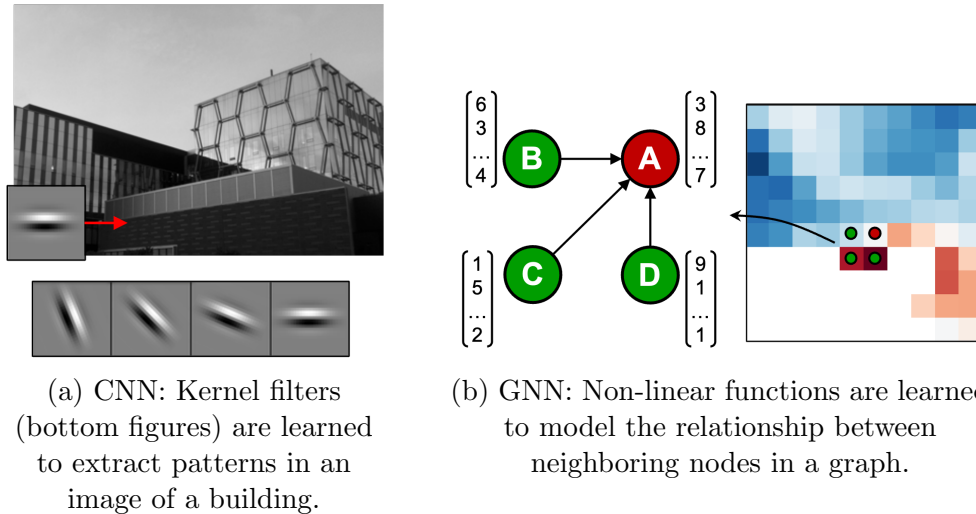 6
3
...
4
B
A
3
8
...
7
1
5
...
2
C
D
9
1
...
1
(a) CNN: Kernel filters
(bottom figures) are learned
to extract patterns in an
image of a building.
(b) GNN: Non-linear functions are learned
to model the relationship between
neighboring nodes in a graph.